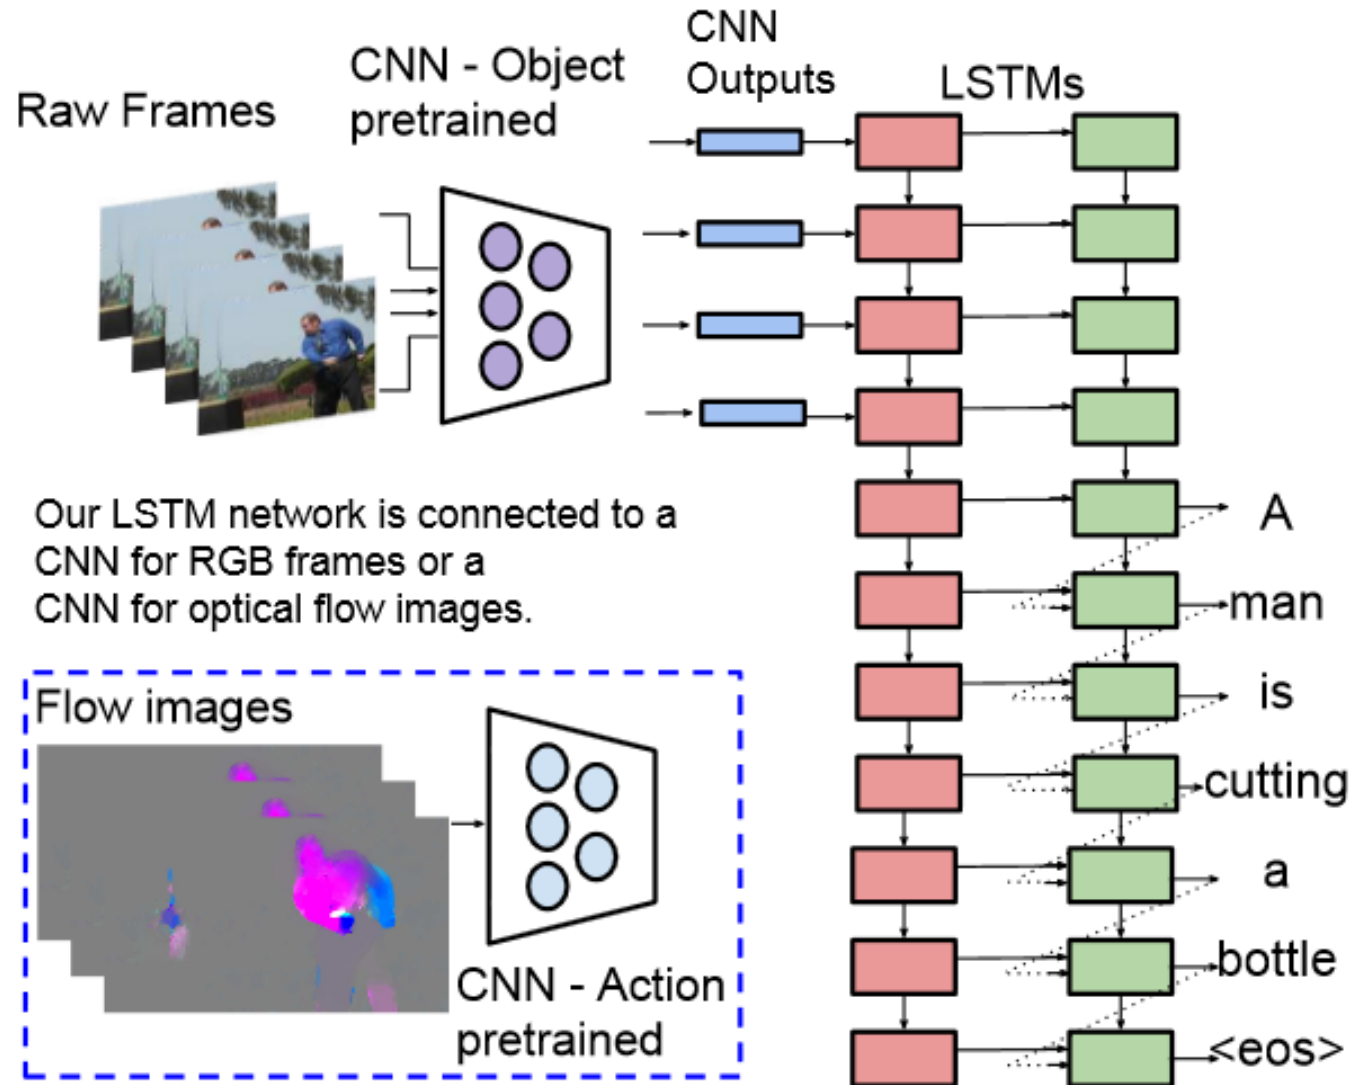 Raw Frames
CNN - Object
pretrained
CNN
Outputs
LSTMs
Our LSTM network is connected to a
CNN for RGB frames or a
CNN for optical flow images.
Flow images
CNN - Action
pretrained
A
man
is
cutting
a
bottle
<eos>